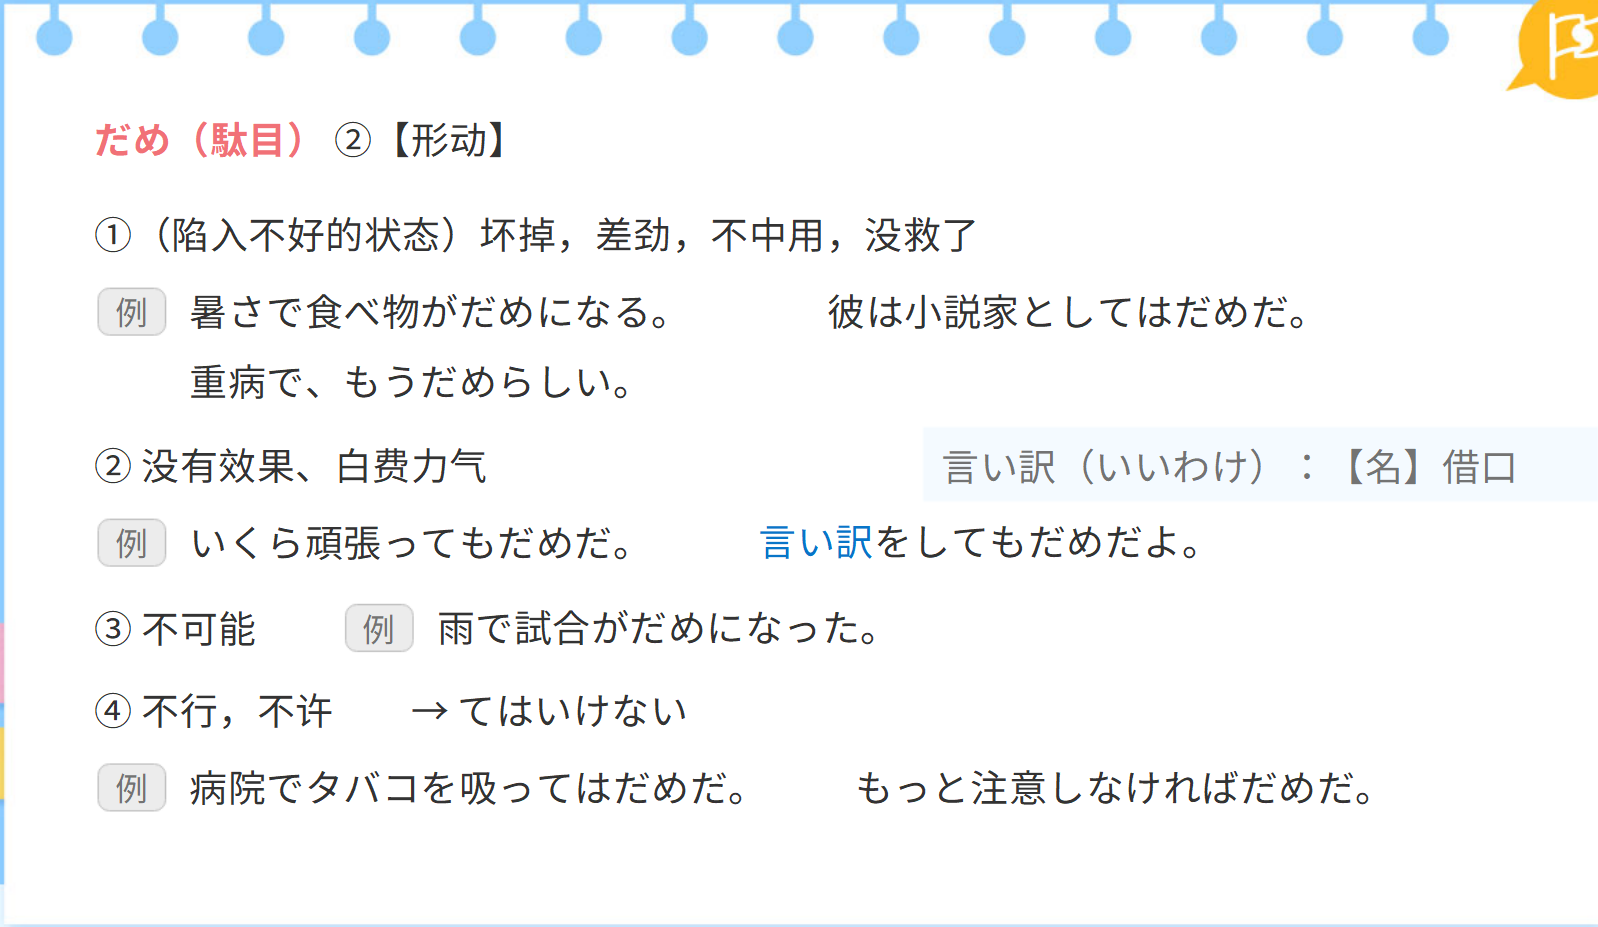 だめ（駄目） ②【形动】
①（陷入不好的状态）坏掉，差劲，不中用，没救了
例 暑さで食べ物がだめになる。 彼は小説家としてはだめだ。
重病で、もうだめらしい。
② 没有效果、白费力气 言い訳（いいわけ）：【名】借口
例 いくら頑張ってもだめだ。 言い訳をしてもだめだよ。
③ 不可能 例 雨で試合がだめになった。
④ 不行，不许 → てはいけない
例 病院でタバコを吸ってはだめだ。 もっと注意しなければだめだ。